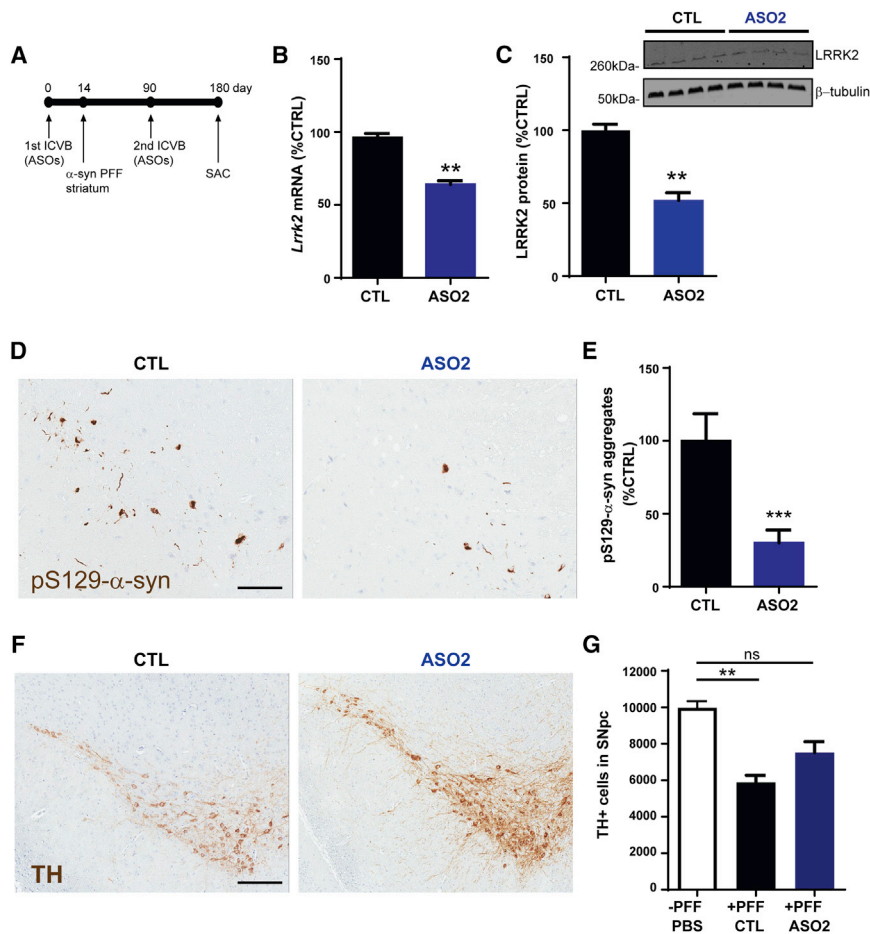 A
0 14 90 180 day
1st ICVB
(ASOs)
α-syn PFF
striatum
2nd ICVB
(ASOs)
SAC
B
Lrrk2 mRNA (%CTRL)
150
100
50
0
**
CTL ASO2
C
LRRK2 protein (%CTRL)
150
100
50
0
**
CTL ASO2
CTL ASO2
260kDa- LRRK2
50kDa- β-tubulin
D
CTL ASO2
pS129-α-syn
E
pS129-α-syn aggregates
(%CTRL)
150
100
50
0
***
CTL ASO2
F
CTL ASO2
TH
G
TH+ cells in SNpc
12000
10000
8000
6000
4000
2000
0
ns
**
-PFF +PFF +PFF
PBS CTL ASO2